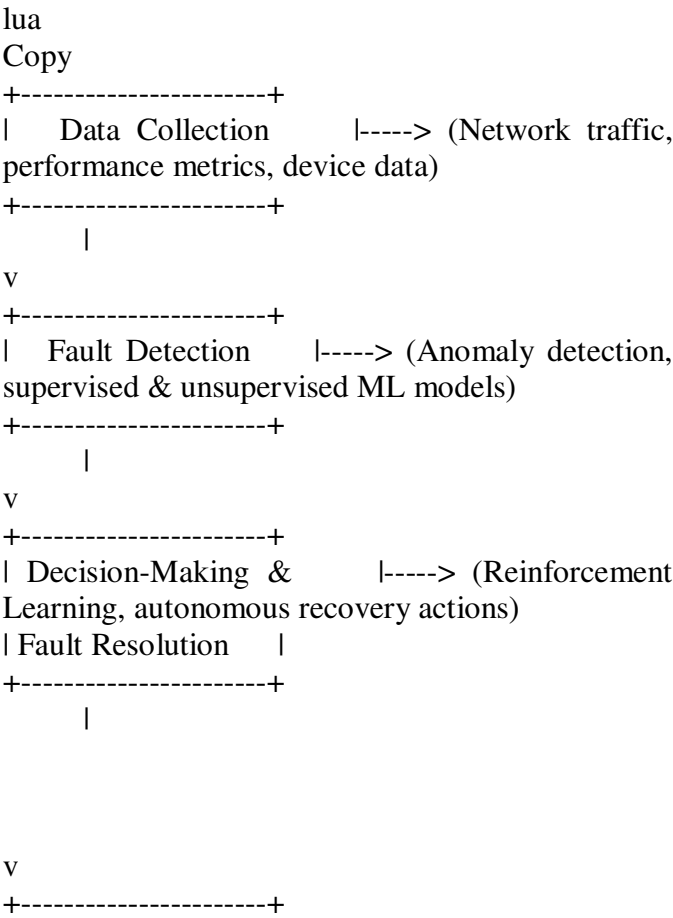 lua
Copy
+-----------------------+
|    Data Collection         |-----> (Network traffic,
performance metrics, device data)
+-----------------------+
        |
v
+-----------------------+
|    Fault Detection       |-----> (Anomaly detection,
supervised & unsupervised ML models)
+-----------------------+
        |
v
+-----------------------+
| Decision-Making &          |-----> (Reinforcement
Learning, autonomous recovery actions)
| Fault Resolution     |
+-----------------------+
        |
v
+-----------------------+